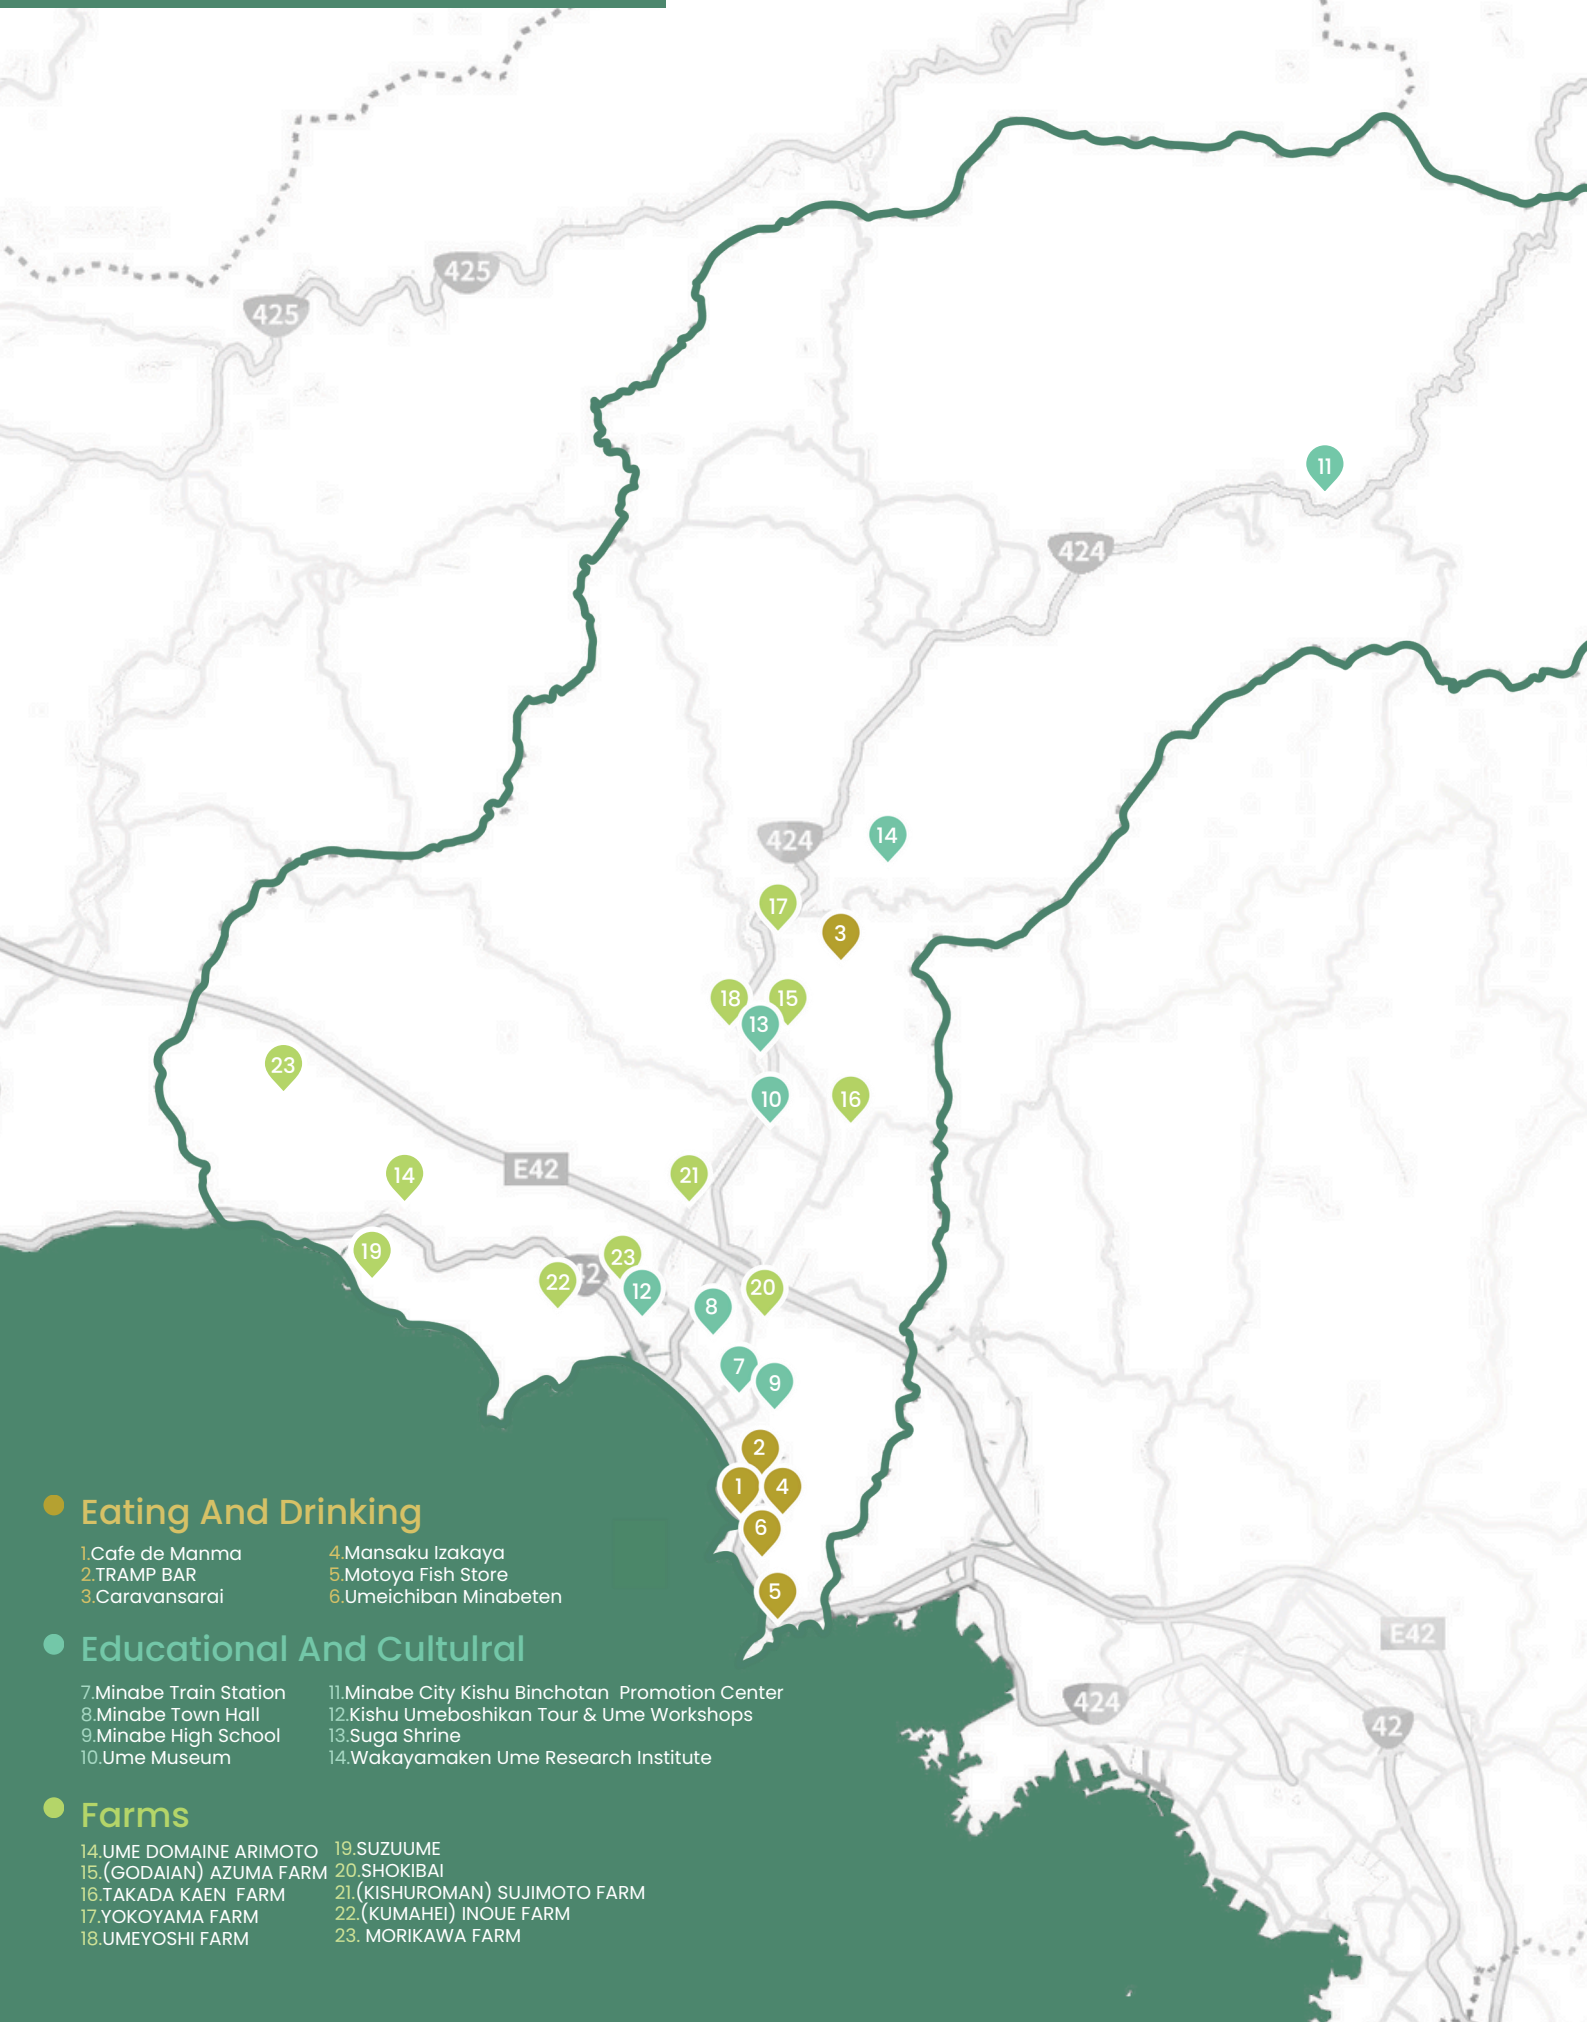 425
425
11
424
424
14
17
3
18
15
13
23
10
16
E42
14
21
19
23
22
42
12
20
8
7
9
2
1
4
6
5
Eating And Drinking
1.Cafe de Manma
2.TRAMP BAR
3.Caravansarai
4.Mansaku Izakaya
5.Motoya Fish Store
6.Umeichiban Minabeten
Educational And Cultulral
7.Minabe Train Station
8.Minabe Town Hall
9.Minabe High School
10.Ume Museum
11.Minabe City Kishu Binchotan Promotion Center
12.Kishu Umeboshikan Tour & Ume Workshops
13.Suga Shrine
14.Wakayamaken Ume Research Institute
Farms
14.UME DOMAINE ARIMOTO
15.(GODAIAN) AZUMA FARM
16.TAKADA KAEN FARM
17.YOKOYAMA FARM
18.UMEYOSHI FARM
19.SUZUUME
20.SHOKIBAI
21.(KISHUROMAN) SUJIMOTO FARM
22.(KUMAHEI) INOUE FARM
23. MORIKAWA FARM
E42
424
42